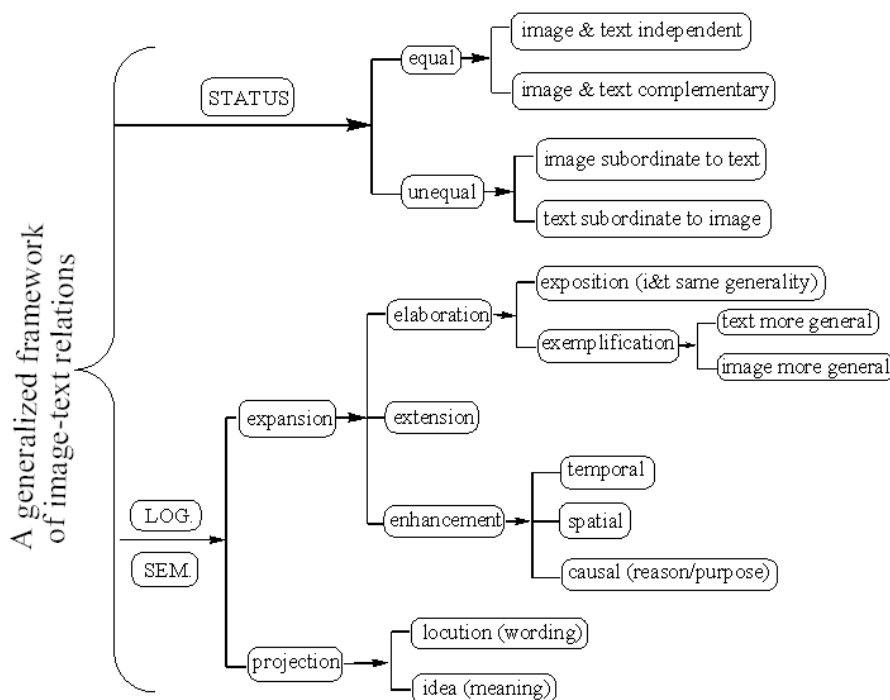 A generalized framework
of image-text relations
STATUS
equal
image & text independent
image & text complementary
unequal
image subordinate to text
text subordinate to image
LOG.
SEM.
expansion
elaboration
exposition (i&t same generality)
exemplification
text more general
image more general
extension
enhancement
temporal
spatial
causal (reason/purpose)
projection
locution (wording)
idea (meaning)